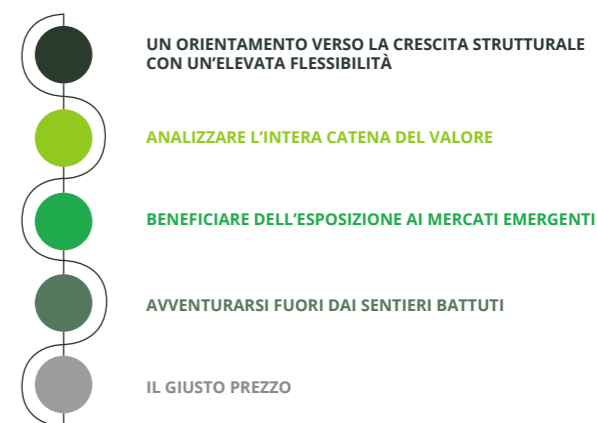 UN ORIENTAMENTO VERSO LA CRESCITA STRUTTURALE
CON UN'ELEVATA FLESSIBILITÀ
ANALIZZARE L'INTERA CATENA DEL VALORE
BENEFICIARE DELL'ESPOSIZIONE AI MERCATI EMERGENTI
AVVENTURARSI FUORI DAI SENTIERI BATTUTI
IL GIUSTO PREZZO